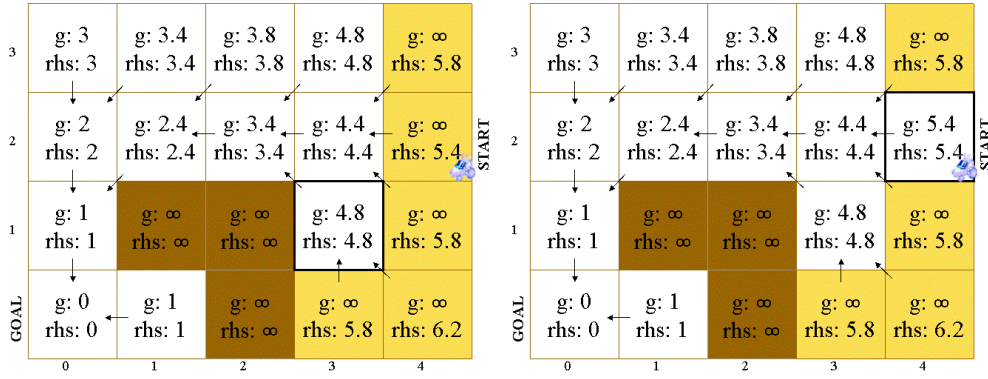 3
g: 3
rhs: 3
g: 3.4
rhs: 3.4
g: 3.8
rhs: 3.8
g: 4.8
rhs: 4.8
g: ∞
rhs: 5.8
2
g: 2
rhs: 2
g: 2.4
rhs: 2.4
g: 3.4
rhs: 3.4
g: 4.4
rhs: 4.4
g: ∞
rhs: 5.4
START
1
g: 1
rhs: 1
g: ∞
rhs: ∞
g: ∞
rhs: ∞
g: 4.8
rhs: 4.8
g: ∞
rhs: 5.8
GOAL
g: 0
rhs: 0
g: 1
rhs: 1
g: ∞
rhs: ∞
g: ∞
rhs: 5.8
g: ∞
rhs: 6.2
0
1
2
3
4
3
g: 3
rhs: 3
g: 3.4
rhs: 3.4
g: 3.8
rhs: 3.8
g: 4.8
rhs: 4.8
g: ∞
rhs: 5.8
2
g: 2
rhs: 2
g: 2.4
rhs: 2.4
g: 3.4
rhs: 3.4
g: 4.4
rhs: 4.4
g: 5.4
rhs: 5.4
START
1
g: 1
rhs: 1
g: ∞
rhs: ∞
g: ∞
rhs: ∞
g: 4.8
rhs: 4.8
g: ∞
rhs: 5.8
GOAL
g: 0
rhs: 0
g: 1
rhs: 1
g: ∞
rhs: ∞
g: ∞
rhs: 5.8
g: ∞
rhs: 6.2
0
1
2
3
4